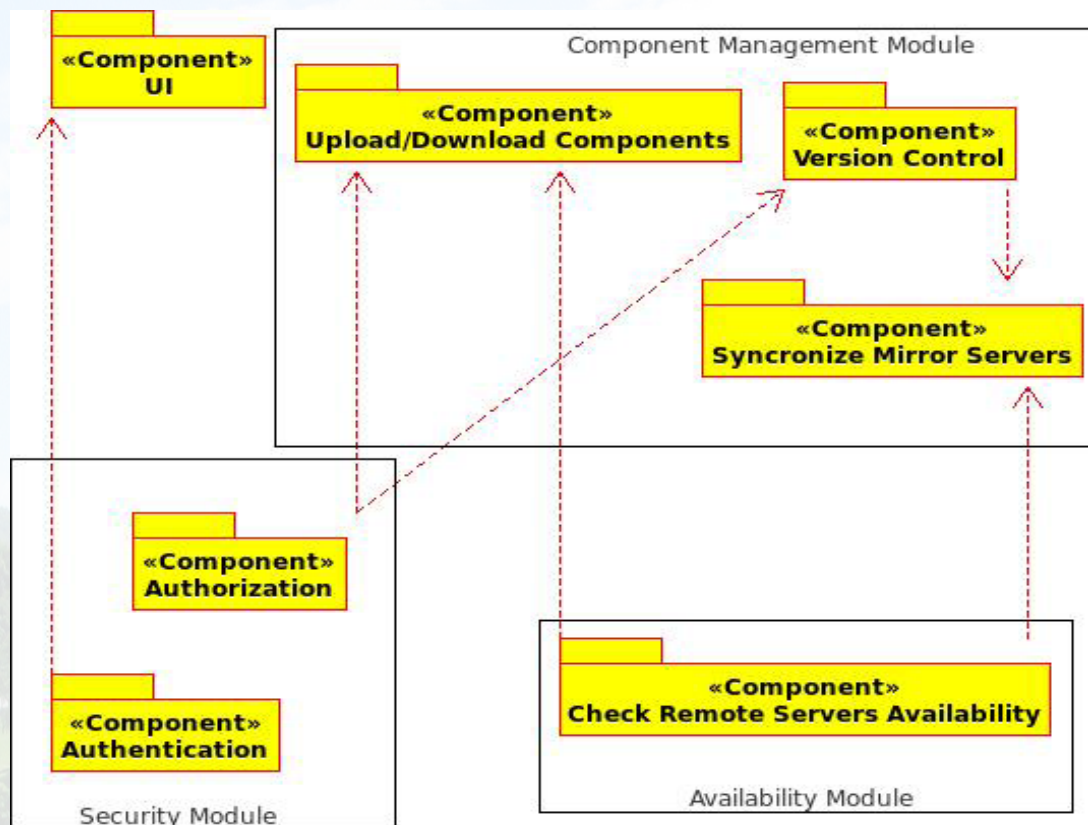 «Component»
UI
Component Management Module
«Component»
Upload/Download Components
«Component»
Version Control
«Component»
Syncronize Mirror Servers
«Component»
Authorization
«Component»
Authentication
Security Module
«Component»
Check Remote Servers Availability
Availability Module